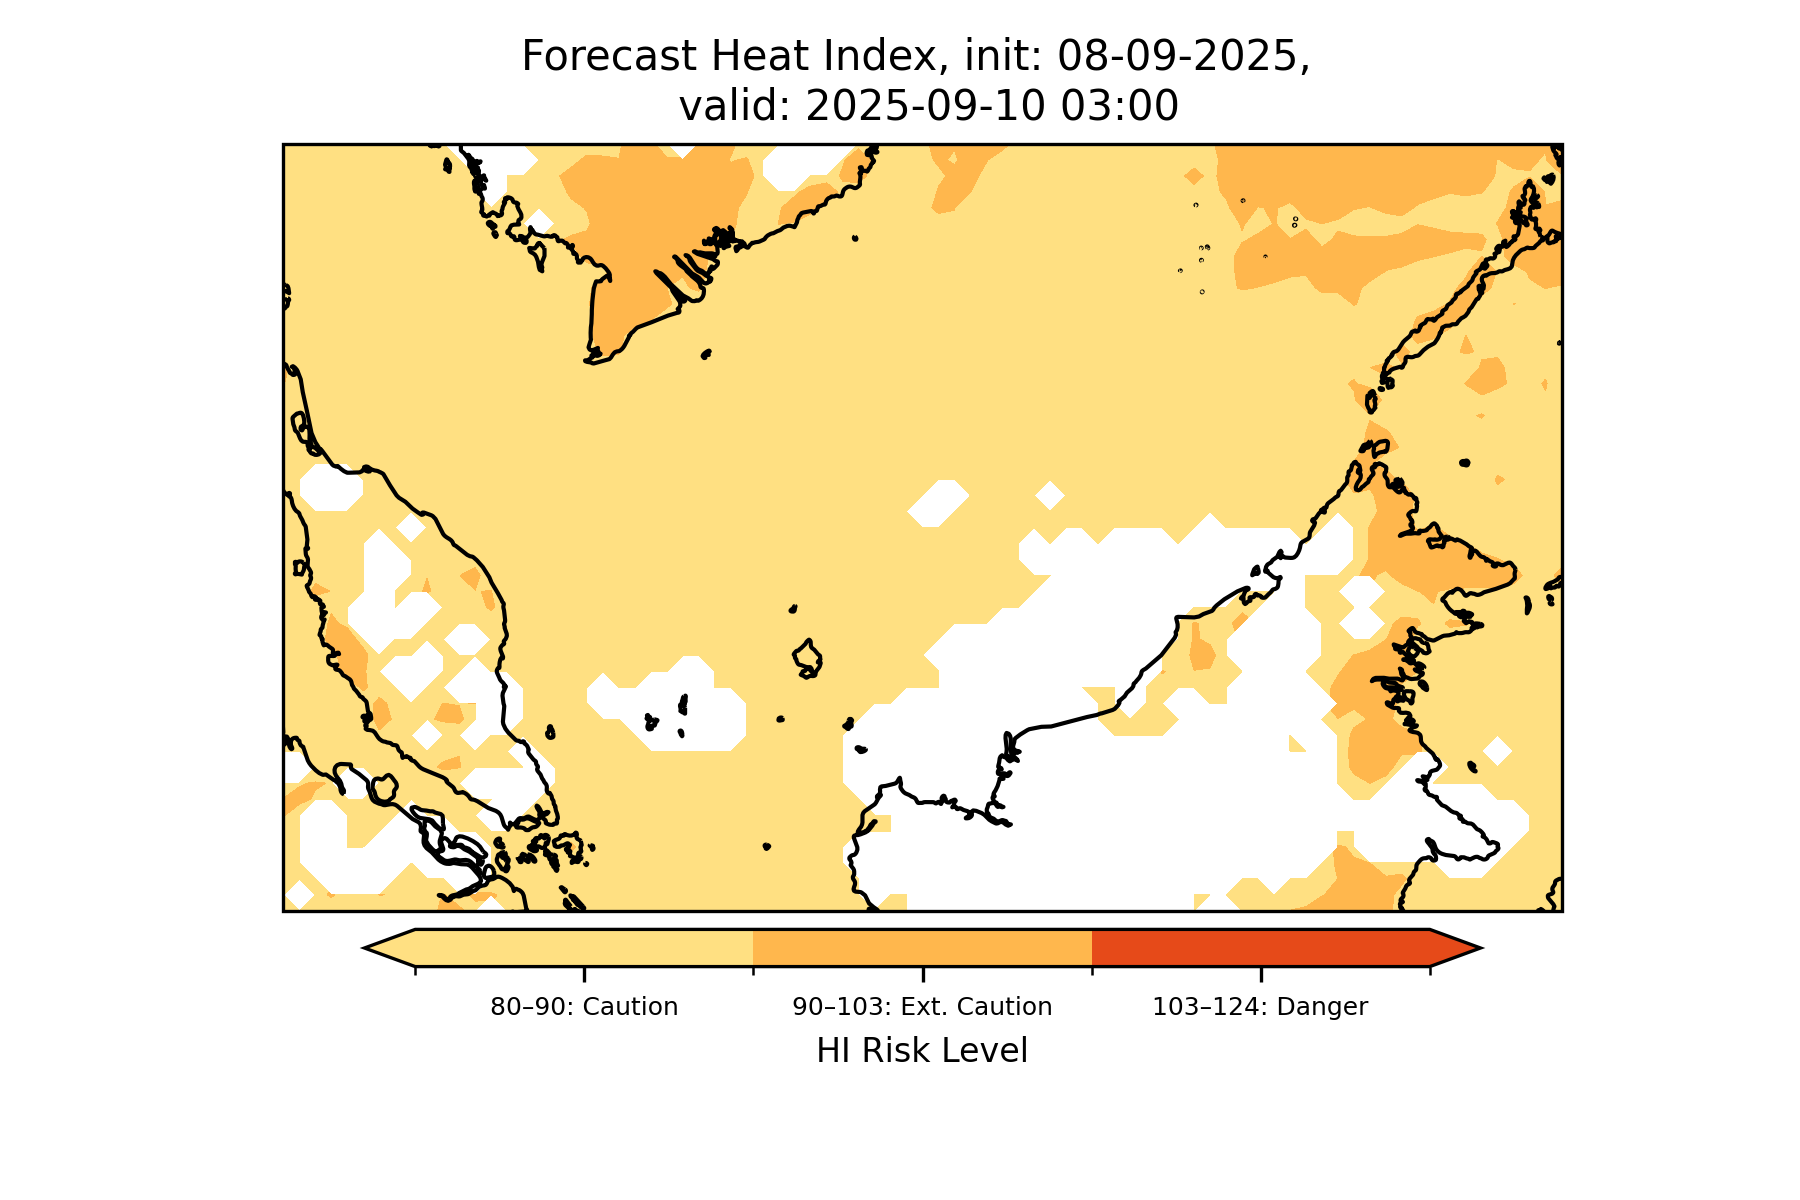 Forecast Heat Index, init: 08-09-2025,
valid: 2025-09-10 03:00
80–90: Caution
90–103: Ext. Caution
103–124: Danger
HI Risk Level